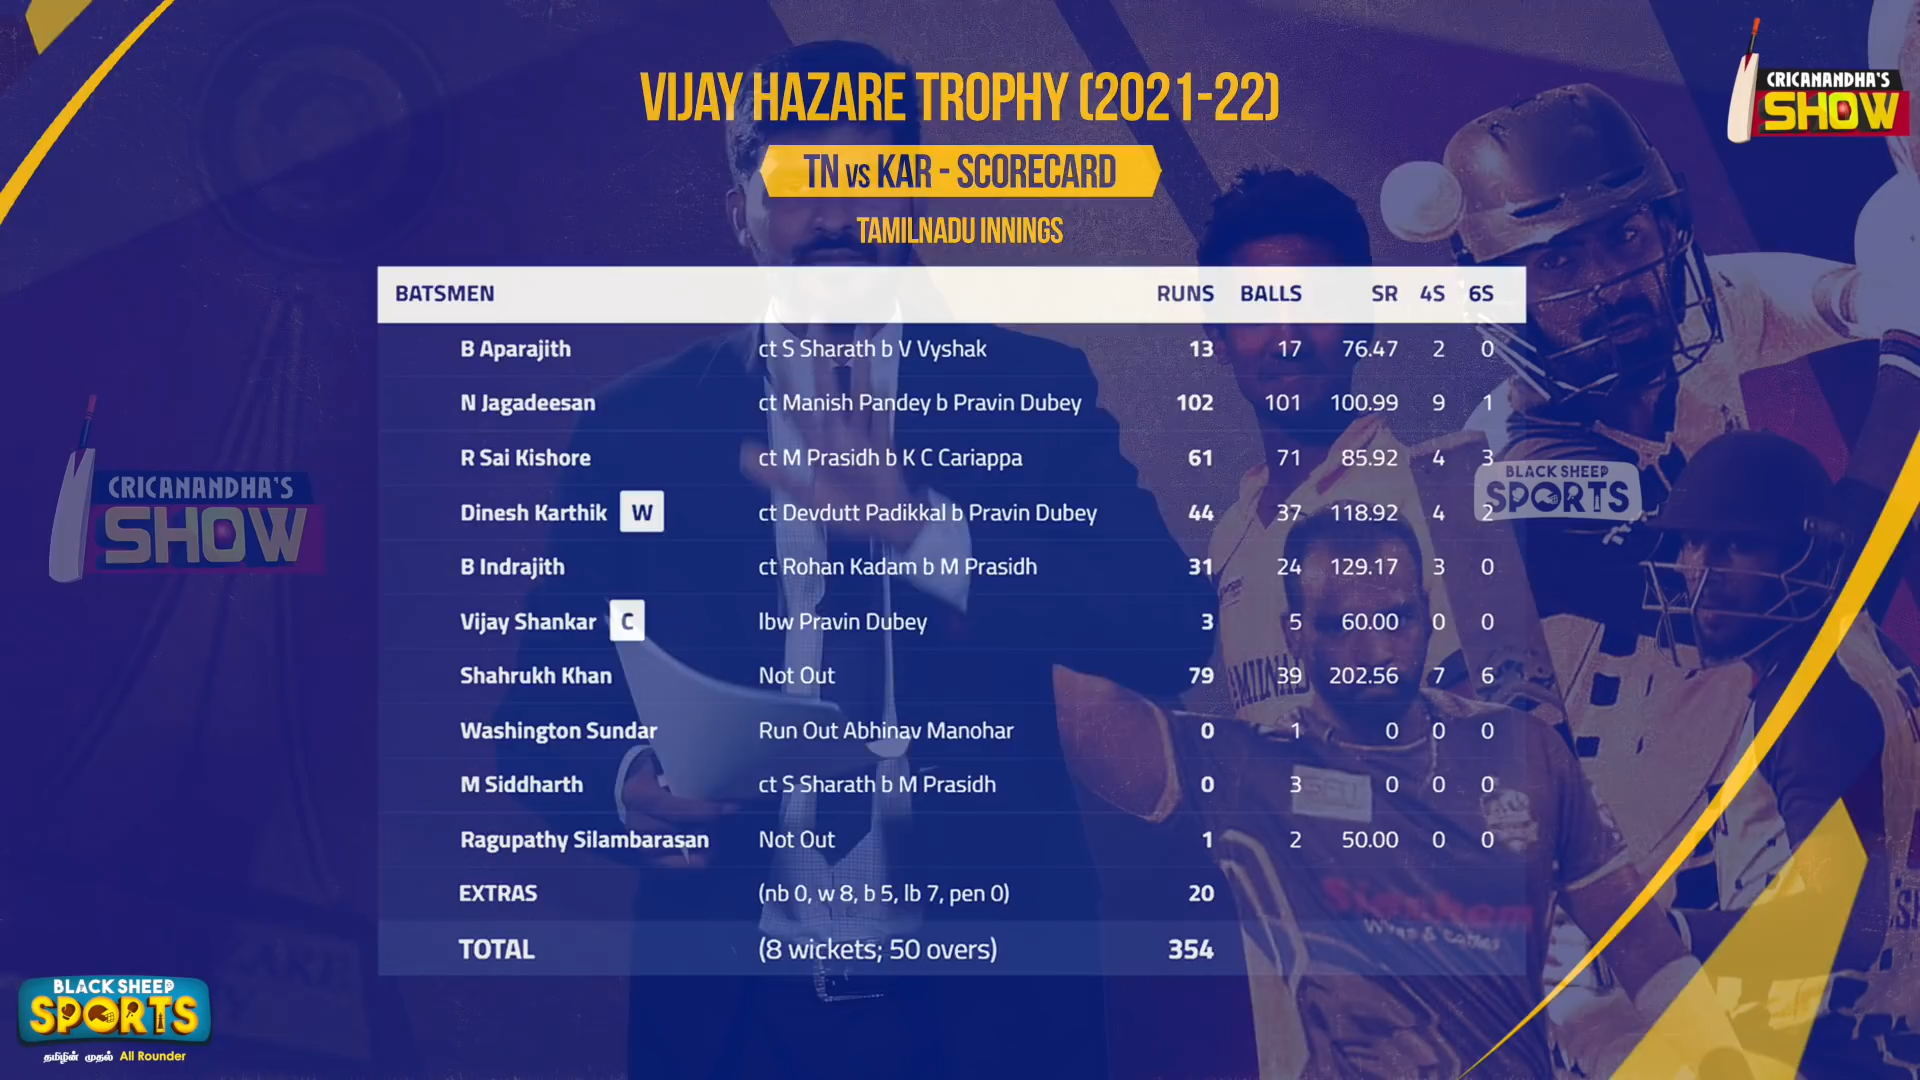 VIJAY HAZARE TROPHY (2021-22)
CRICANANDHA'S
SHOW
TN VS KAR - SCORECARD
TAMILNADU INNINGS
BATSMEN RUNS BALLS SR 4S 6S
B Aparajith ct S Sharath b V Vyshak 13 17 76.47 2 0
N Jagadeesan ct Manish Pandey b Pravin Dubey 102 101 100.99 9 1
R Sai Kishore ct M Prasidh b K C Cariappa 61 71 85.92 4 3
Dinesh Karthik W ct Devdutt Padikkal b Pravin Dubey 44 37 118.92 4 2
B Indrajith ct Rohan Kadam b M Prasidh 31 24 129.17 3 0
Vijay Shankar C lbw Pravin Dubey 3 5 60.00 0 0
Shahrukh Khan Not Out 79 39 202.56 7 6
Washington Sundar Run Out Abhinav Manohar 0 1 0 0 0
M Siddharth ct S Sharath b M Prasidh 0 3 0 0 0
Ragupathy Silambarasan Not Out 1 2 50.00 0 0
EXTRAS (nb 0, w 8, b 5, lb 7, pen 0) 20
TOTAL (8 wickets; 50 overs) 354
CRICANANDHA'S
SHOW
BLACK SHEEP
SPORTS
BLACK SHEEP
SPORTS
தமிழின் முதல் All Rounder